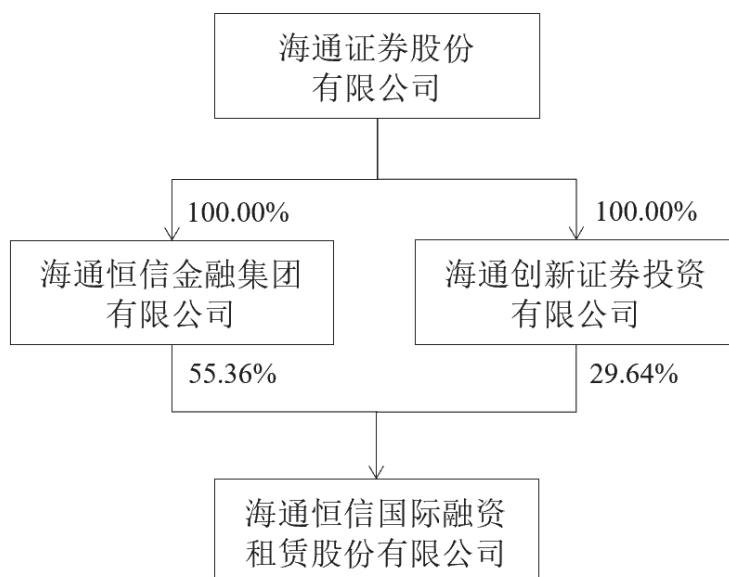 海通证券股份
有限公司
100.00%
100.00%
海通恒信金融集团
有限公司
海通创新证券投资
有限公司
55.36%
29.64%
海通恒信国际融资
租赁股份有限公司